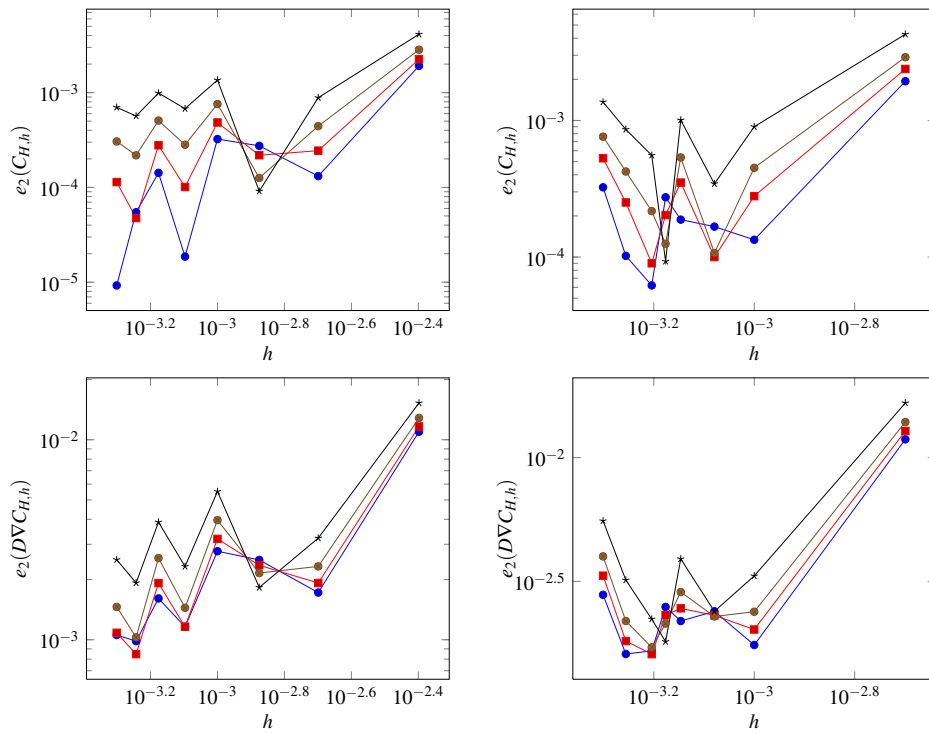 10^{-2}
10^{-3}
10^{-4}
10^{-5}
e_2(C_{H,h})
10^{-3.2} 10^{-3} 10^{-2.8} 10^{-2.6} 10^{-2.4}
h
10^{-3}
10^{-4}
e_2(C_{H,h})
10^{-3.2} 10^{-3} 10^{-2.8}
h
10^{-2}
10^{-3}
e_2(D∇C_{H,h})
10^{-3.2} 10^{-3} 10^{-2.8} 10^{-2.6} 10^{-2.4}
h
10^{-2}
10^{-2.5}
e_2(D∇C_{H,h})
10^{-3.2} 10^{-3} 10^{-2.8}
h